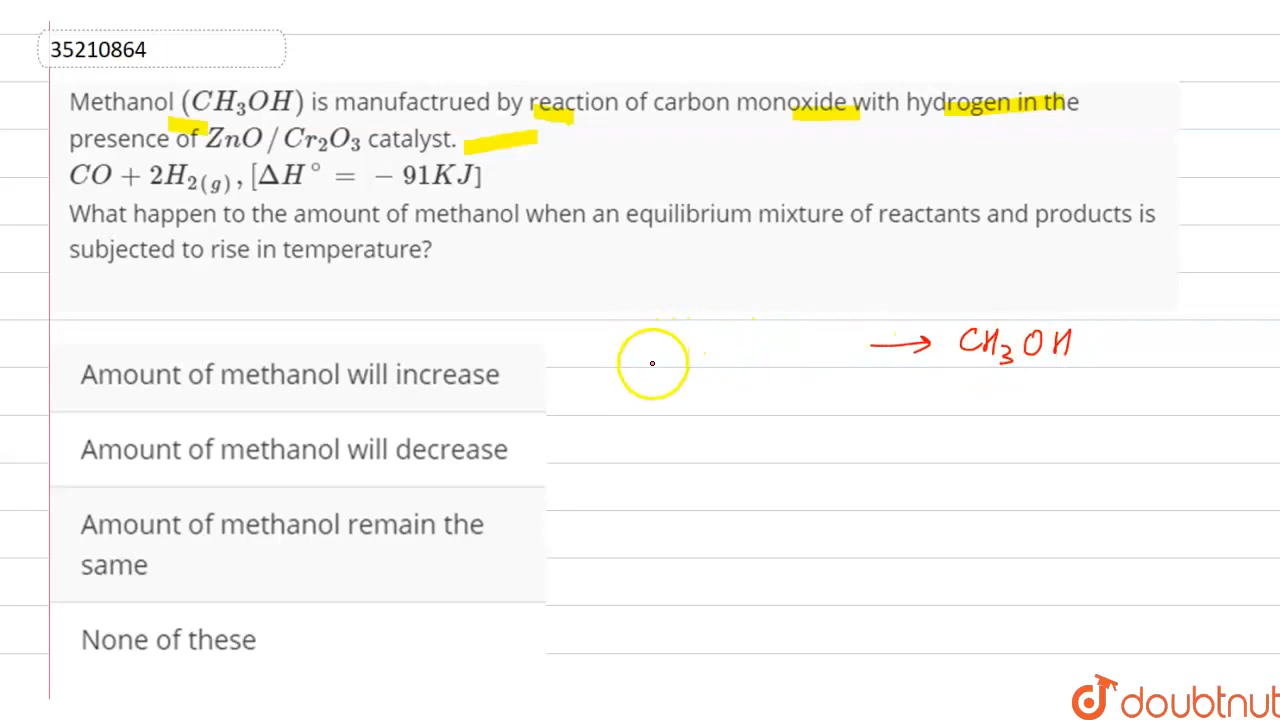 35210864
Methanol (CH₃OH) is manufactrued by reaction of carbon monoxide with hydrogen in the
presence of ZnO / Cr₂O₃ catalyst.
CO + 2H₂₍g₎, [ΔH° = − 91KJ]
What happen to the amount of methanol when an equilibrium mixture of reactants and products is
subjected to rise in temperature?
→ CH₃OH
Amount of methanol will increase
Amount of methanol will decrease
Amount of methanol remain the
same
None of these
doubtnut